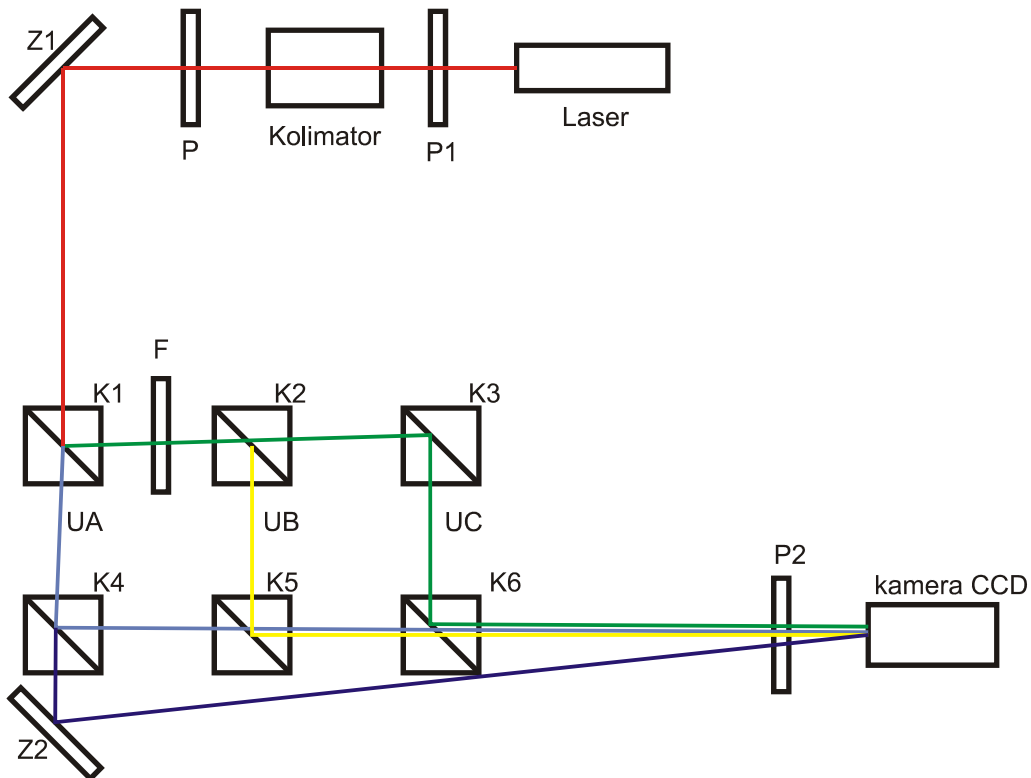 Z1
P
Kolimator
P1
Laser
F
K1
K2
K3
UA
UB
UC
K4
K5
K6
P2
kamera CCD
Z2